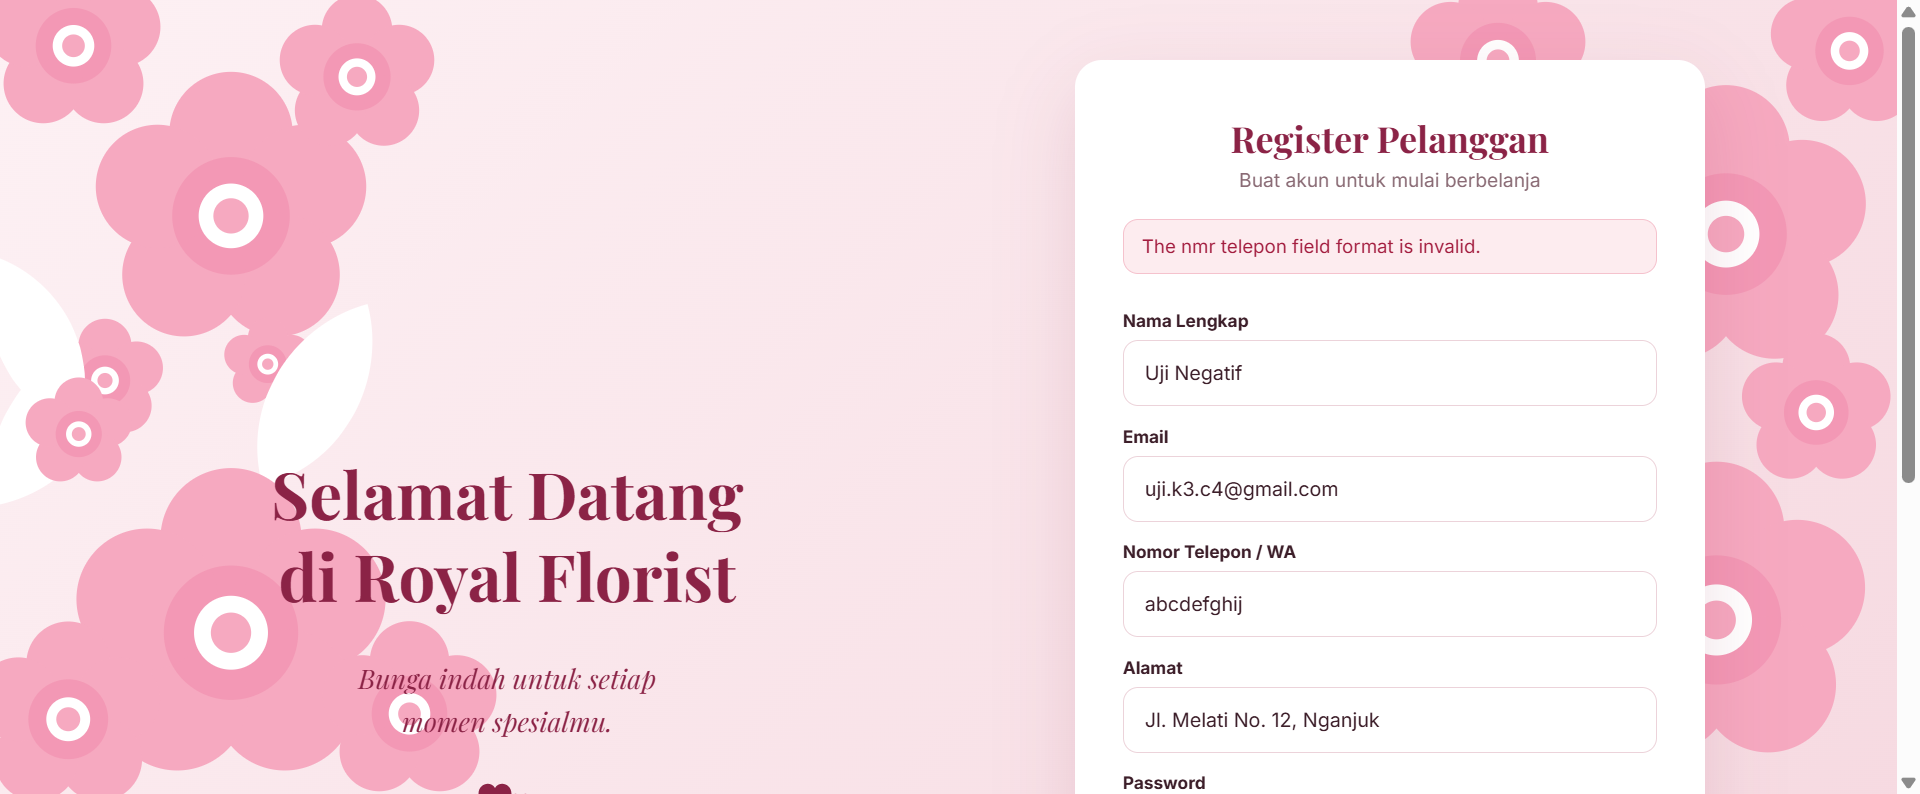 Selamat Datang
di Royal Florist
Bunga indah untuk setiap
momen spesialmu.
Register Pelanggan
Buat akun untuk mulai berbelanja
The nmr telepon field format is invalid.
Nama Lengkap
Uji Negatif
Email
uji.k3.c4@gmail.com
Nomor Telepon / WA
abcdefghij
Alamat
Jl. Melati No. 12, Nganjuk
Password